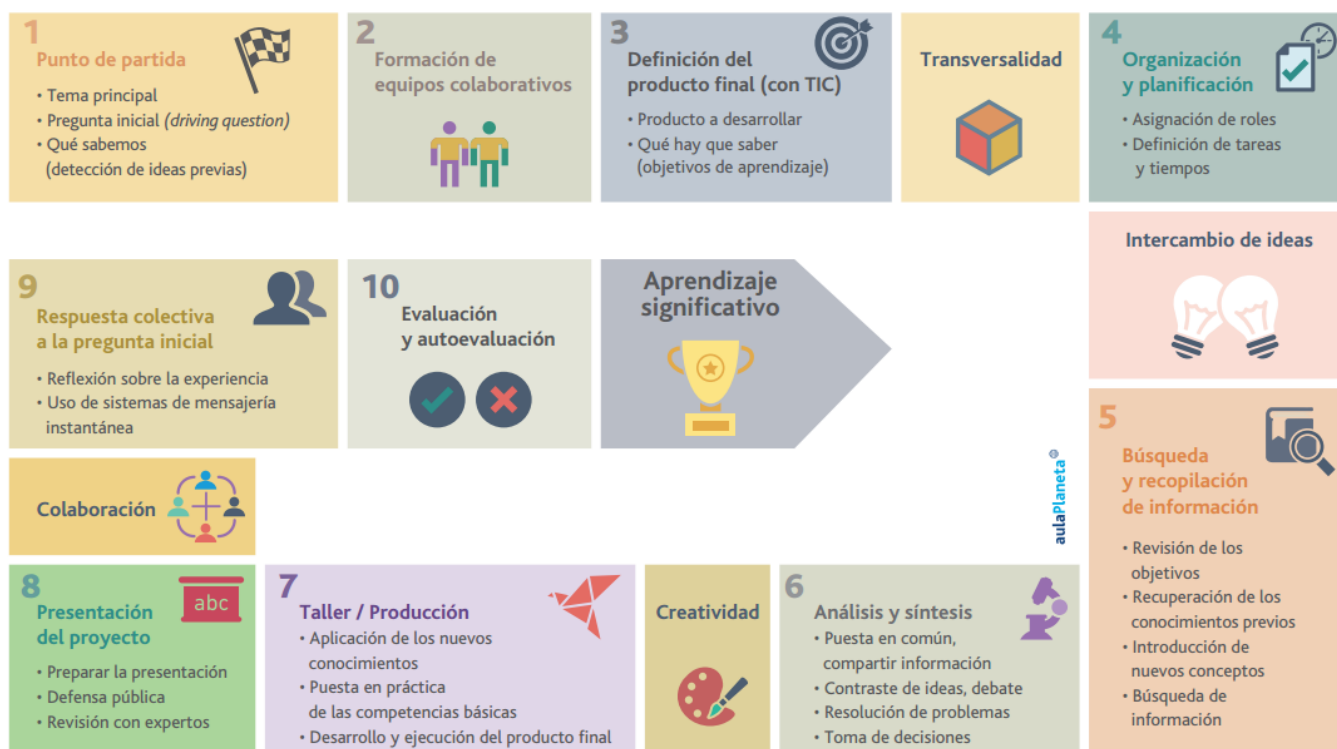 1
Punto de partida
• Tema principal
• Pregunta inicial (driving question)
• Qué sabemos
(detección de ideas previas)
2
Formación de
equipos colaborativos
3
Definición del
producto final (con TIC)
• Producto a desarrollar
• Qué hay que saber
(objetivos de aprendizaje)
Transversalidad
4
Organización
y planificación
• Asignación de roles
• Definición de tareas
y tiempos
Intercambio de ideas
5
Búsqueda
y recopilación
de información
• Revisión de los
objetivos
• Recuperación de los
conocimientos previos
• Introducción de
nuevos conceptos
• Búsqueda de
información
6
Análisis y síntesis
• Puesta en común,
compartir información
• Contraste de ideas, debate
• Resolución de problemas
• Toma de decisiones
Creatividad
7
Taller / Producción
• Aplicación de los nuevos
conocimientos
• Puesta en práctica
de las competencias básicas
• Desarrollo y ejecución del producto final
8
abc
Presentación
del proyecto
• Preparar la presentación
• Defensa pública
• Revisión con expertos
Colaboración
9
Respuesta colectiva
a la pregunta inicial
• Reflexión sobre la experiencia
• Uso de sistemas de mensajería
instantánea
10
Evaluación
y autoevaluación
Aprendizaje
significativo
aulaPlaneta